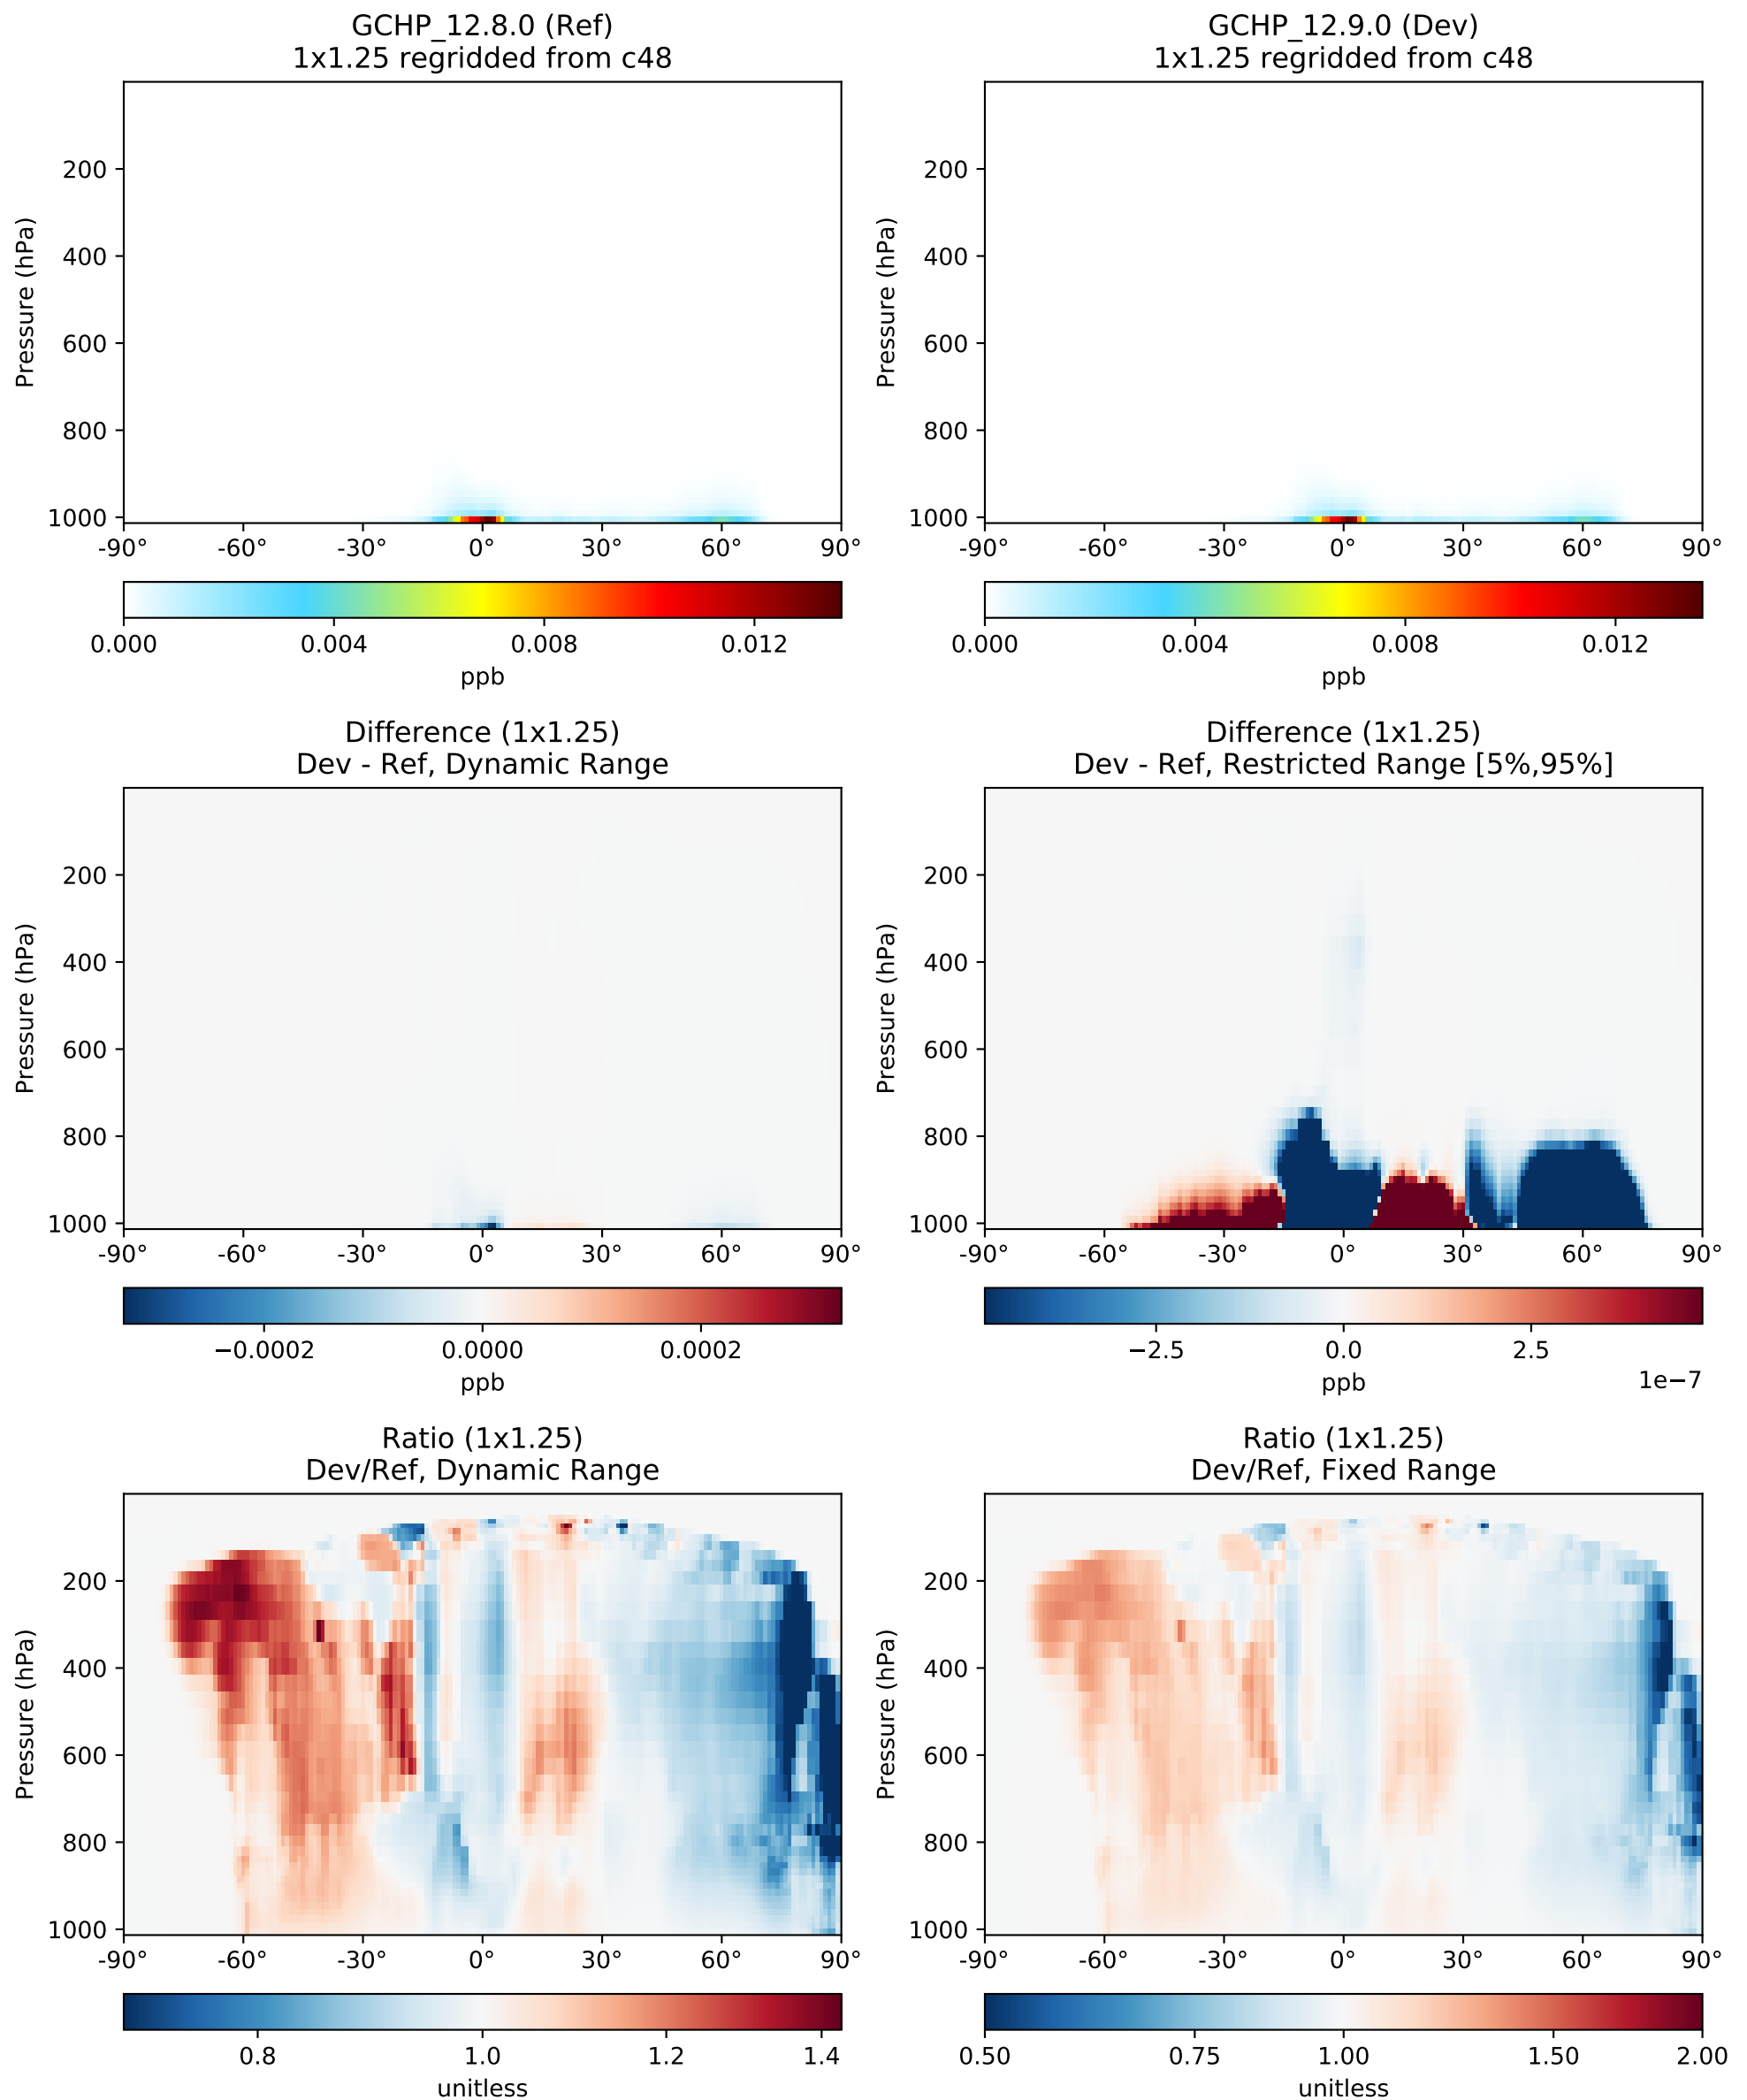 GCHP_12.8.0 (Ref)
1x1.25 regridded from c48
Pressure (hPa)
200
400
600
800
1000
-90° -60° -30° 0° 30° 60° 90°
0.000 0.004 0.008 0.012
ppb
GCHP_12.9.0 (Dev)
1x1.25 regridded from c48
Pressure (hPa)
200
400
600
800
1000
-90° -60° -30° 0° 30° 60° 90°
0.000 0.004 0.008 0.012
ppb
Difference (1x1.25)
Dev - Ref, Dynamic Range
Pressure (hPa)
200
400
600
800
1000
-90° -60° -30° 0° 30° 60° 90°
−0.0002 0.0000 0.0002
ppb
Difference (1x1.25)
Dev - Ref, Restricted Range [5%,95%]
Pressure (hPa)
200
400
600
800
1000
-90° -60° -30° 0° 30° 60° 90°
−2.5 0.0 2.5
ppb
1e−7
Ratio (1x1.25)
Dev/Ref, Dynamic Range
Pressure (hPa)
200
400
600
800
1000
-90° -60° -30° 0° 30° 60° 90°
0.8 1.0 1.2 1.4
unitless
Ratio (1x1.25)
Dev/Ref, Fixed Range
Pressure (hPa)
200
400
600
800
1000
-90° -60° -30° 0° 30° 60° 90°
0.50 0.75 1.00 1.50 2.00
unitless